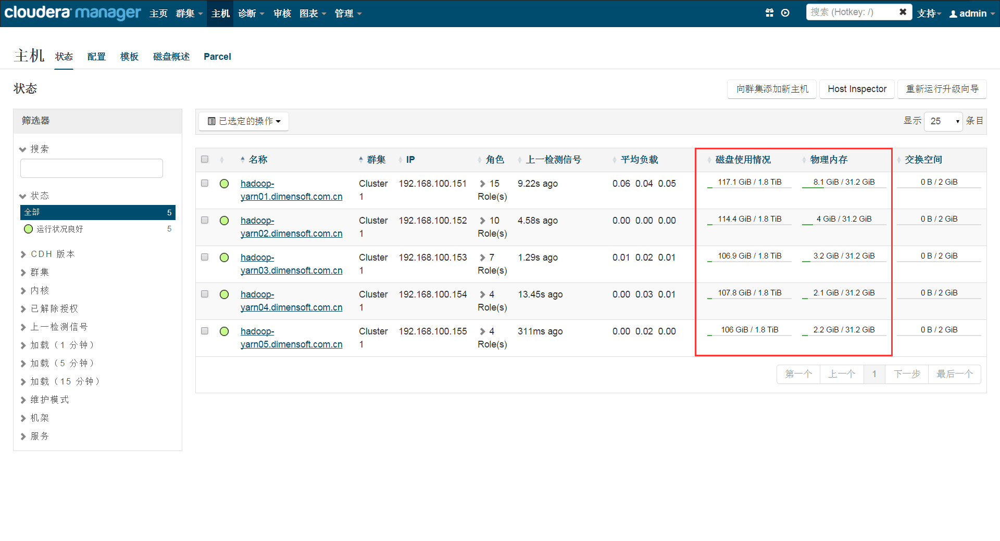 cloudera manager 主页 群集 主机 诊断 审核 图表 管理 搜索 (Hotkey: /) 支持 admin
主机 状态 配置 模板 磁盘概述 Parcel
状态
向群集添加新主机 Host Inspector 重新运行升级向导
筛选器
搜索
状态
全部 5
运行状况良好 5
CDH 版本
群集
内核
已解除授权
上一检测信号
加载（1 分钟）
加载（5 分钟）
加载（15 分钟）
维护模式
机架
服务
已选定的操作 显示 25 条目
名称 群集 IP 角色 上一检测信号 平均负载 磁盘使用情况 物理内存 交换空间
hadoop- Cluster 192.168.100.151 15 9.22s ago 0.06 0.04 0.05 117.1 GiB / 1.8 TiB 8.1 GiB / 31.2 GiB 0 B / 2 GiB
yarn01.dimensoft.com.cn 1 Role(s)
hadoop- Cluster 192.168.100.152 10 4.58s ago 0.00 0.00 0.00 114.4 GiB / 1.8 TiB 4 GiB / 31.2 GiB 0 B / 2 GiB
yarn02.dimensoft.com.cn 1 Role(s)
hadoop- Cluster 192.168.100.153 7 1.29s ago 0.01 0.02 0.01 106.9 GiB / 1.8 TiB 3.2 GiB / 31.2 GiB 0 B / 2 GiB
yarn03.dimensoft.com.cn 1 Role(s)
hadoop- Cluster 192.168.100.154 4 13.45s ago 0.00 0.03 0.01 107.8 GiB / 1.8 TiB 2.1 GiB / 31.2 GiB 0 B / 2 GiB
yarn04.dimensoft.com.cn 1 Role(s)
hadoop- Cluster 192.168.100.155 4 311ms ago 0.00 0.02 0.00 106 GiB / 1.8 TiB 2.2 GiB / 31.2 GiB 0 B / 2 GiB
yarn05.dimensoft.com.cn 1 Role(s)
第一个 上一个 1 下一步 最后一个